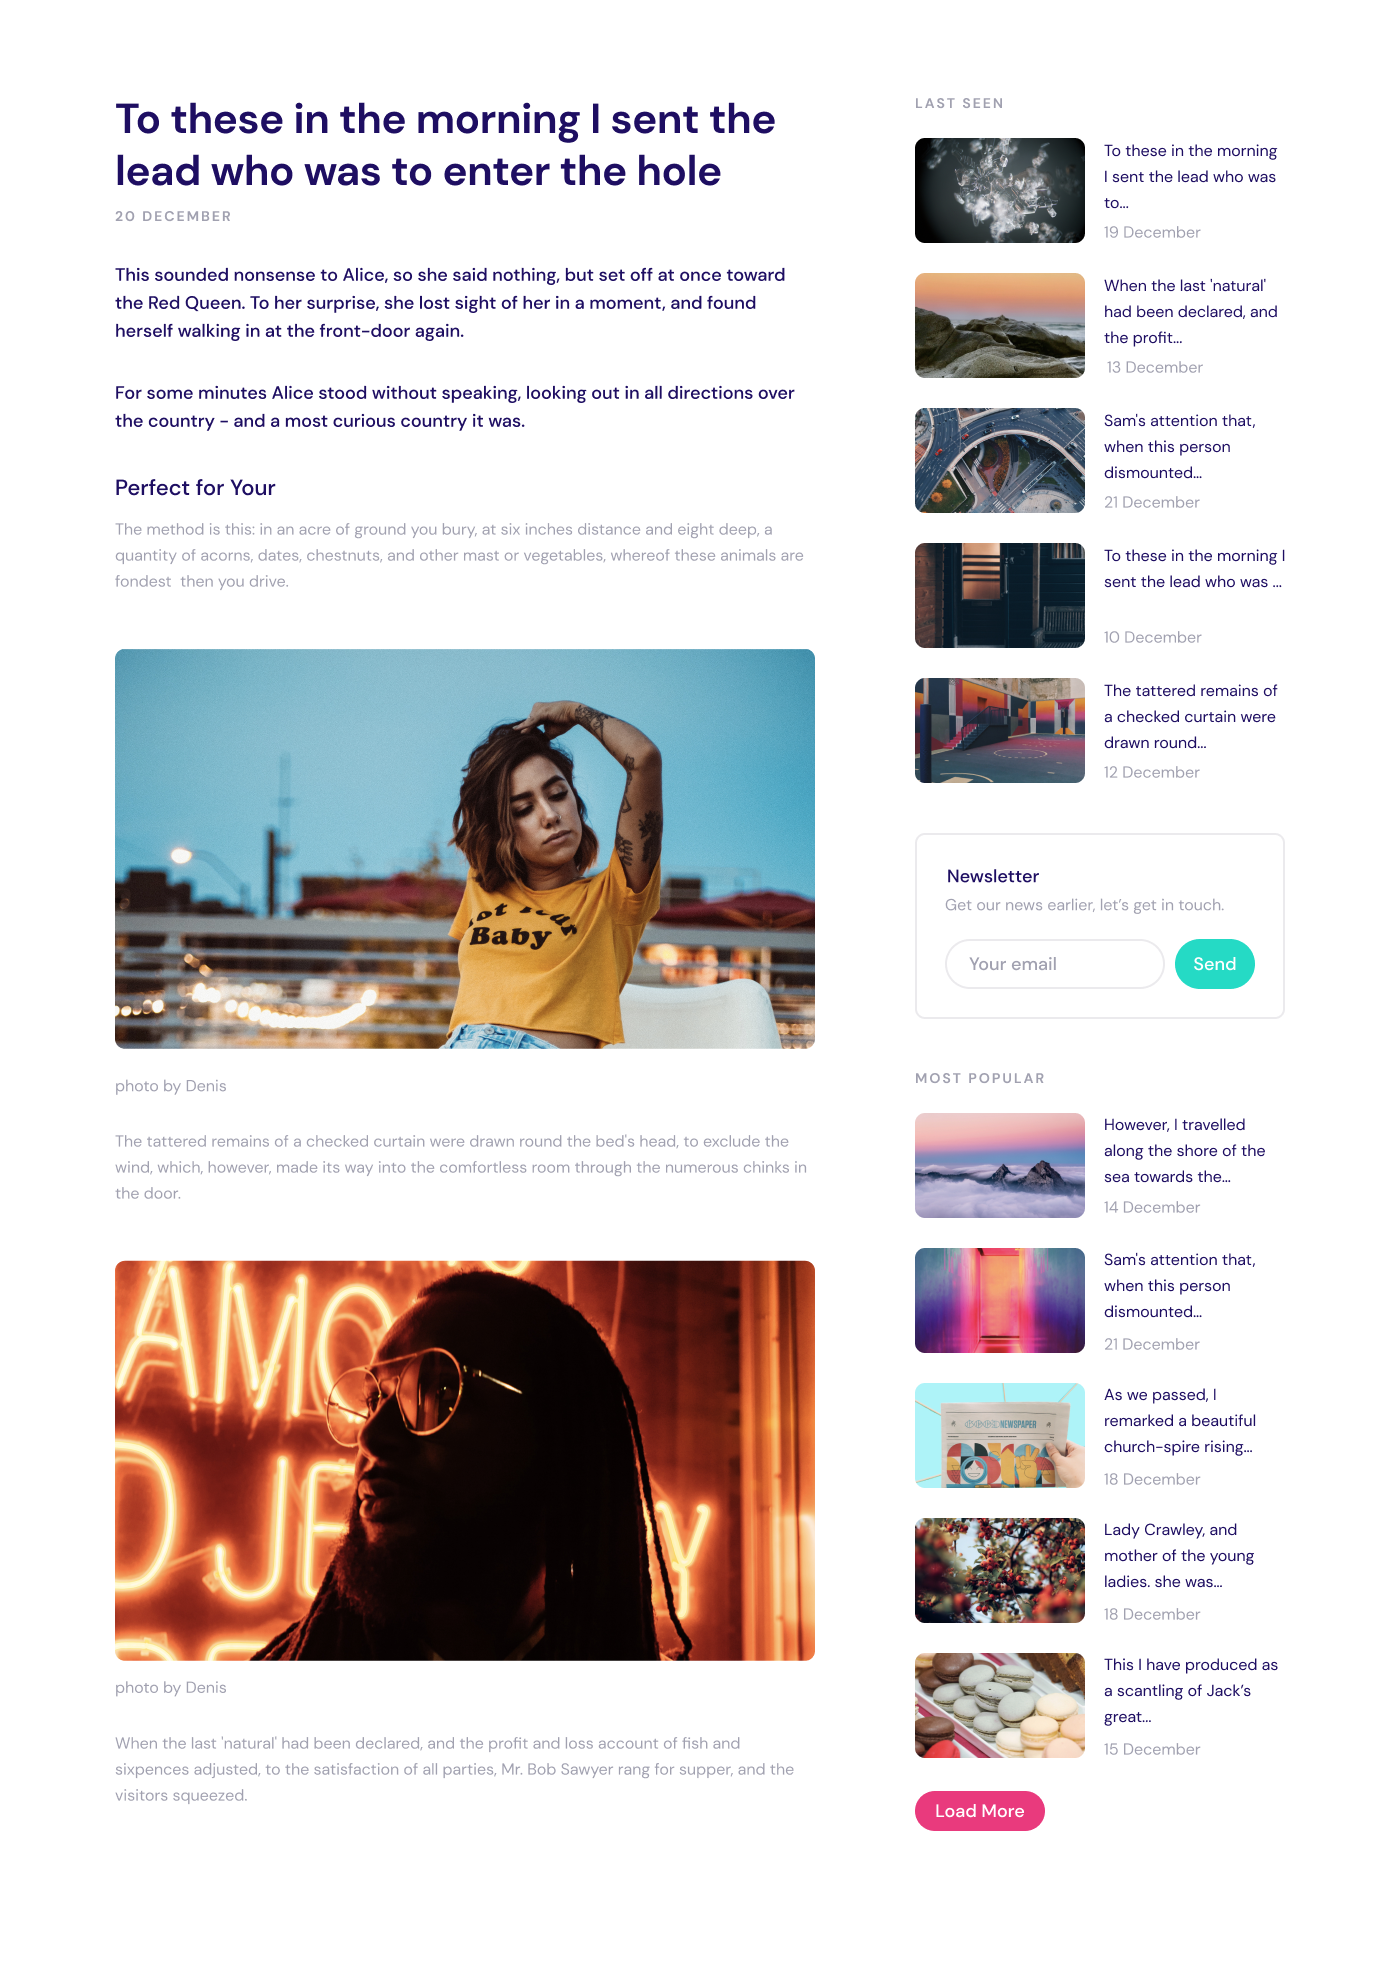 To these in the morning I sent the
lead who was to enter the hole
20 DECEMBER
This sounded nonsense to Alice, so she said nothing, but set off at once toward
the Red Queen. To her surprise, she lost sight of her in a moment, and found
herself walking in at the front-door again.
For some minutes Alice stood without speaking, looking out in all directions over
the country - and a most curious country it was.
Perfect for Your
The method is this: in an acre of ground you bury, at six inches distance and eight deep, a
quantity of acorns, dates, chestnuts, and other mast or vegetables, whereof these animals are
fondest  then you drive.
Baby
photo by Denis
The tattered remains of a checked curtain were drawn round the bed's head, to exclude the
wind, which, however, made its way into the comfortless room through the numerous chinks in
the door.
AMO
DJE
Y
photo by Denis
When the last 'natural' had been declared, and the profit and loss account of fish and
sixpences adjusted, to the satisfaction of all parties, Mr. Bob Sawyer rang for supper, and the
visitors squeezed.
LAST SEEN
To these in the morning
I sent the lead who was
to...
19 December
When the last 'natural'
had been declared, and
the profit...
13 December
Sam's attention that,
when this person
dismounted...
21 December
To these in the morning I
sent the lead who was ...
10 December
The tattered remains of
a checked curtain were
drawn round...
12 December
Newsletter
Get our news earlier, let’s get in touch.
Your email
Send
MOST POPULAR
However, I travelled
along the shore of the
sea towards the...
14 December
Sam's attention that,
when this person
dismounted...
21 December
As we passed, I
remarked a beautiful
church-spire rising...
18 December
NEWSPAPER
Lady Crawley, and
mother of the young
ladies. she was...
18 December
This I have produced as
a scantling of Jack’s
great...
15 December
Load More